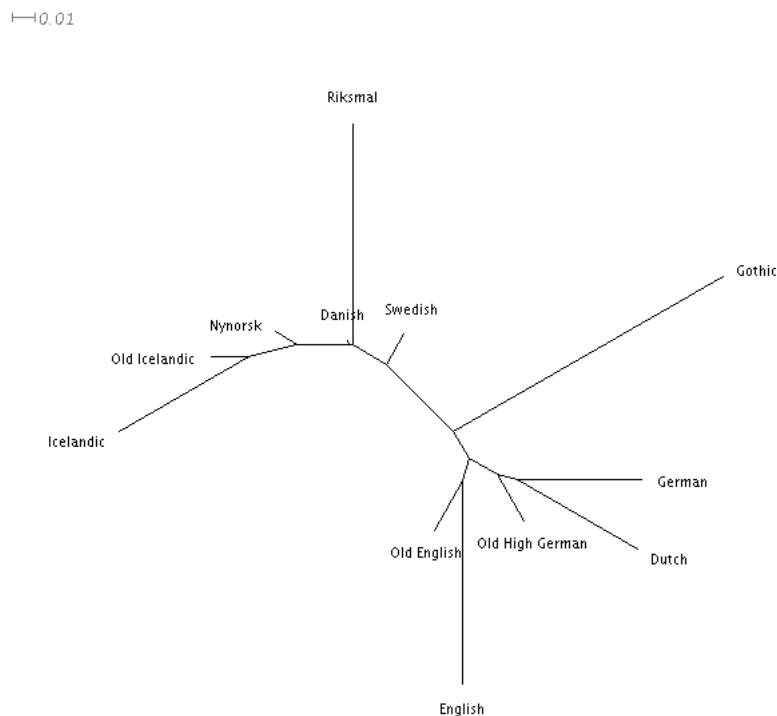 0.01
Riksmal
Gothic
Swedish
Danish
Nynorsk
Old Icelandic
Icelandic
German
Old High German
Old English
Dutch
English